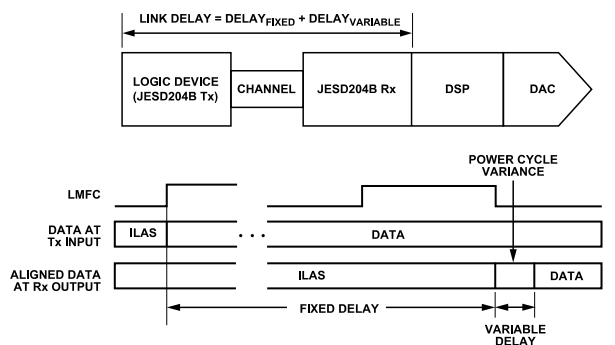 LINK DELAY = DELAYFIXED + DELAYVARIABLE
LOGIC DEVICE
(JESD204B Tx)
CHANNEL
JESD204B Rx
DSP
DAC
POWER CYCLE
VARIANCE
LMFC
DATA AT
Tx INPUT
ILAS
DATA
ALIGNED DATA
AT Rx OUTPUT
ILAS
DATA
FIXED DELAY
VARIABLE
DELAY